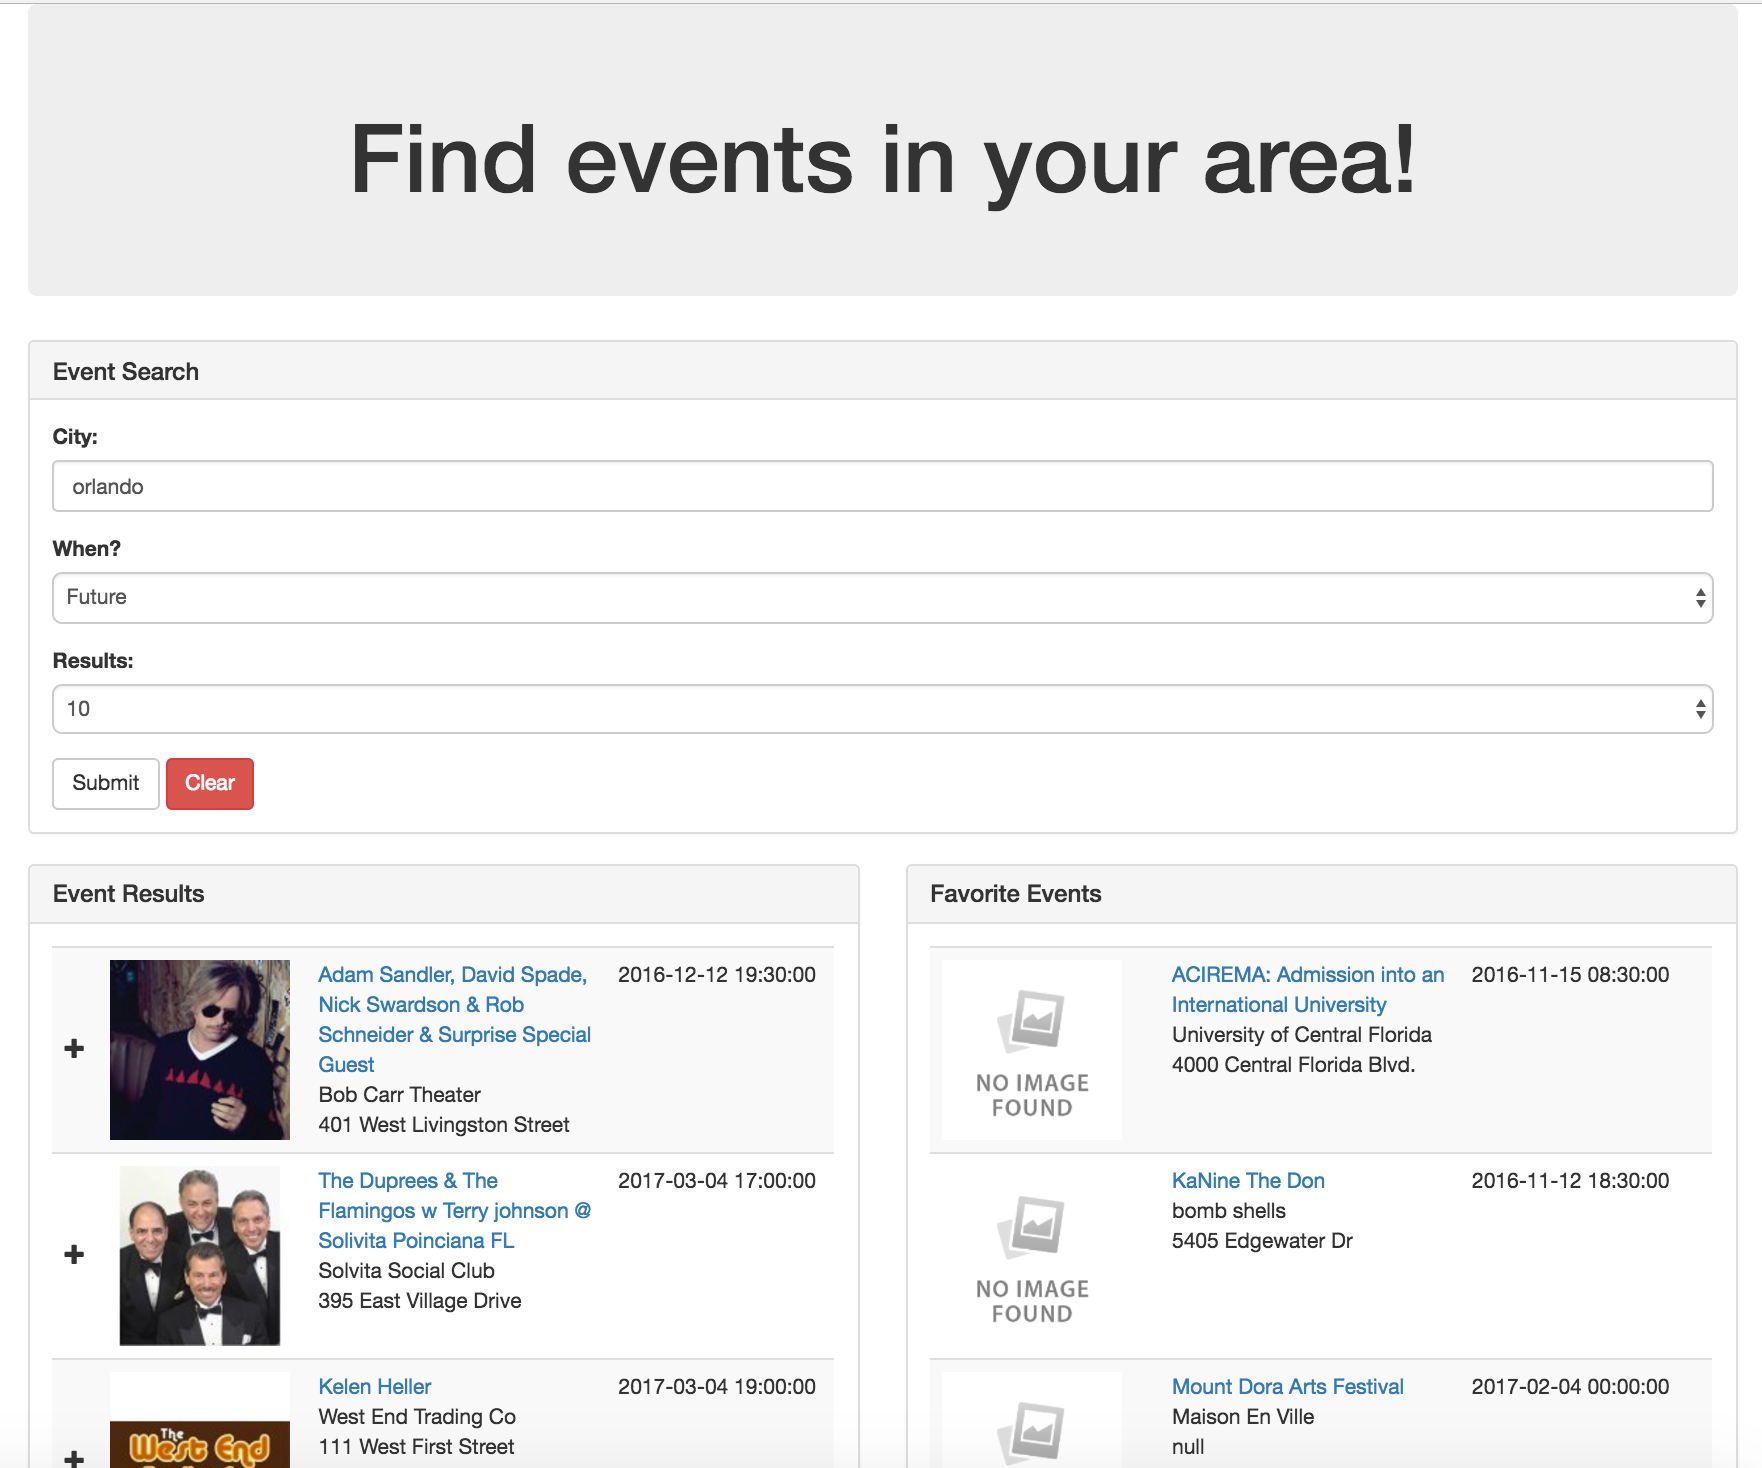 Find events in your area!
Event Search
City:
orlando
When?
Future
Results:
10
Submit Clear
Event Results
Adam Sandler, David Spade, 2016-12-12 19:30:00
Nick Swardson & Rob
Schneider & Surprise Special
Guest
Bob Carr Theater
401 West Livingston Street
The Duprees & The 2017-03-04 17:00:00
Flamingos w Terry johnson @
Solivita Poinciana FL
Solvita Social Club
395 East Village Drive
Kelen Heller 2017-03-04 19:00:00
West End Trading Co
111 West First Street
The
West End
Favorite Events
NO IMAGE
FOUND
ACIREMA: Admission into an 2016-11-15 08:30:00
International University
University of Central Florida
4000 Central Florida Blvd.
NO IMAGE
FOUND
KaNine The Don 2016-11-12 18:30:00
bomb shells
5405 Edgewater Dr
Mount Dora Arts Festival 2017-02-04 00:00:00
Maison En Ville
null